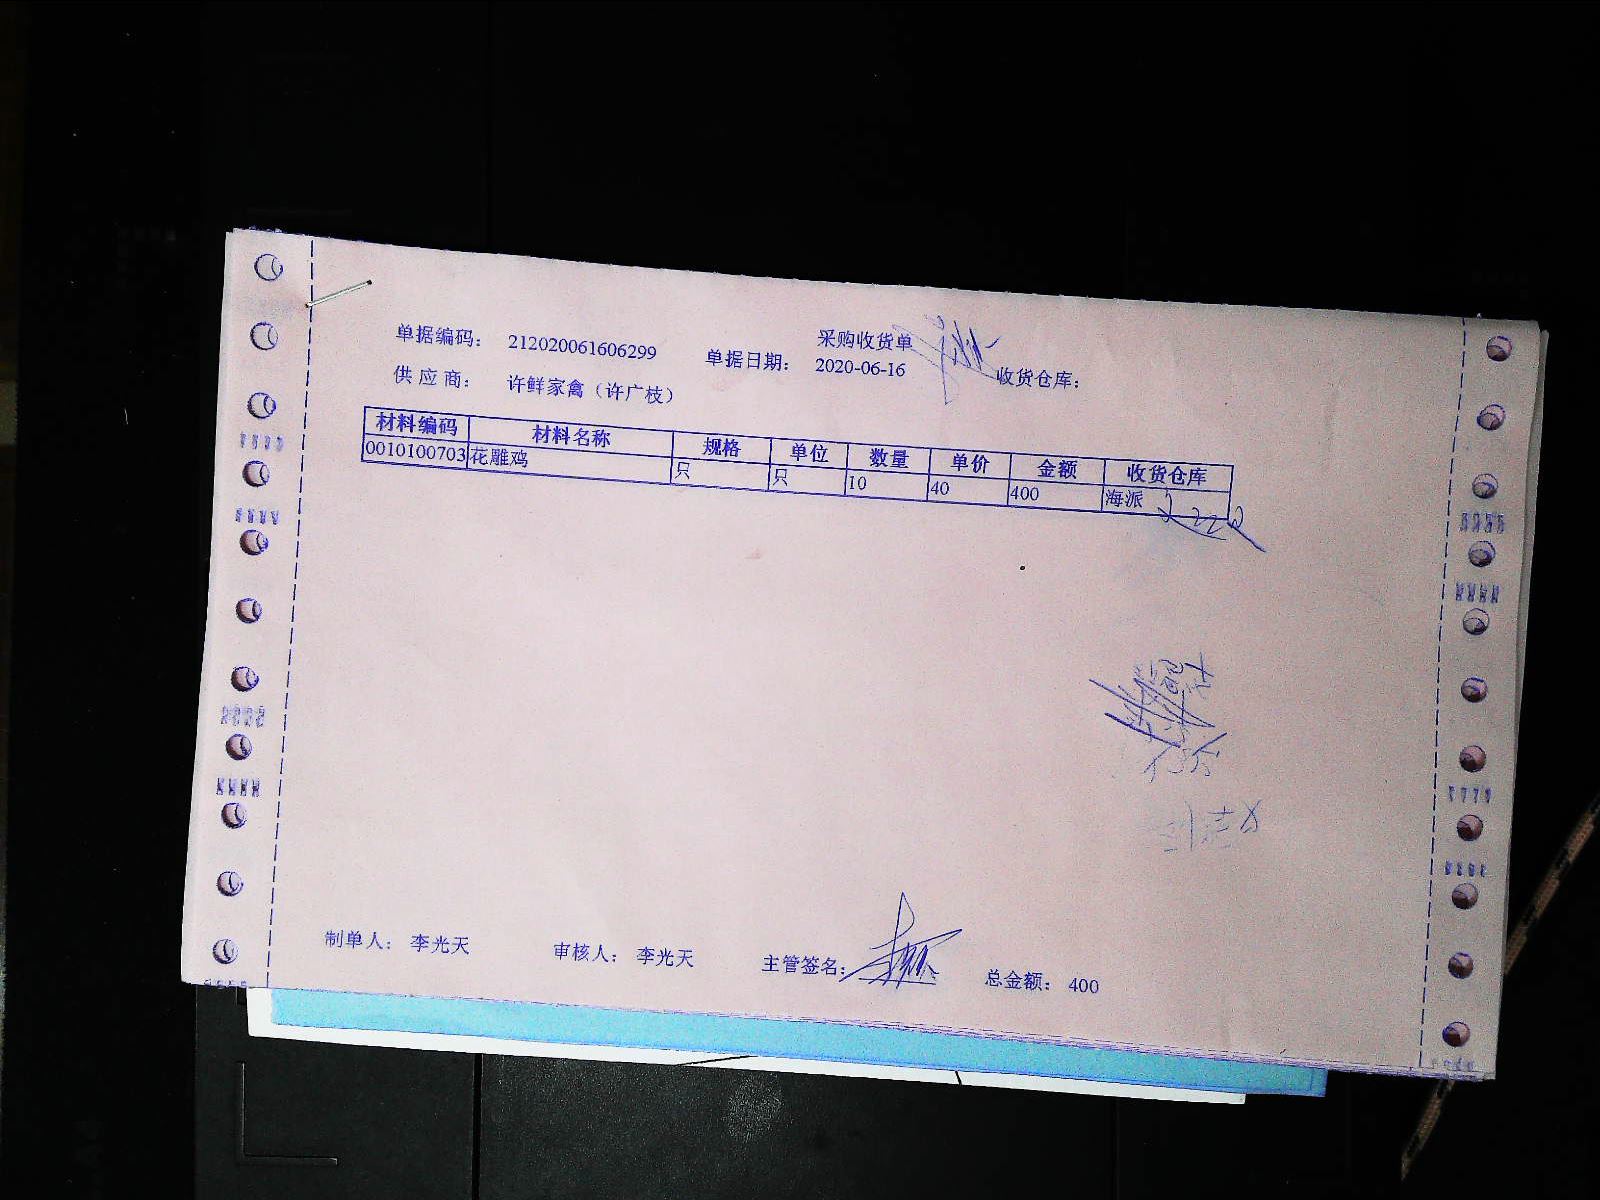 采购收货单
单据编码： 212020061606299 单据日期： 2020-06-16 收货仓库：
供应商： 许鲜家禽（许广枝）
材料编码 材料名称 规格 单位 数量 单价 金额 收货仓库
0010100703 花雕鸡 只 只 10 40 400 海派
制单人： 李光天 审核人： 李光天 主管签名： 总金额： 400